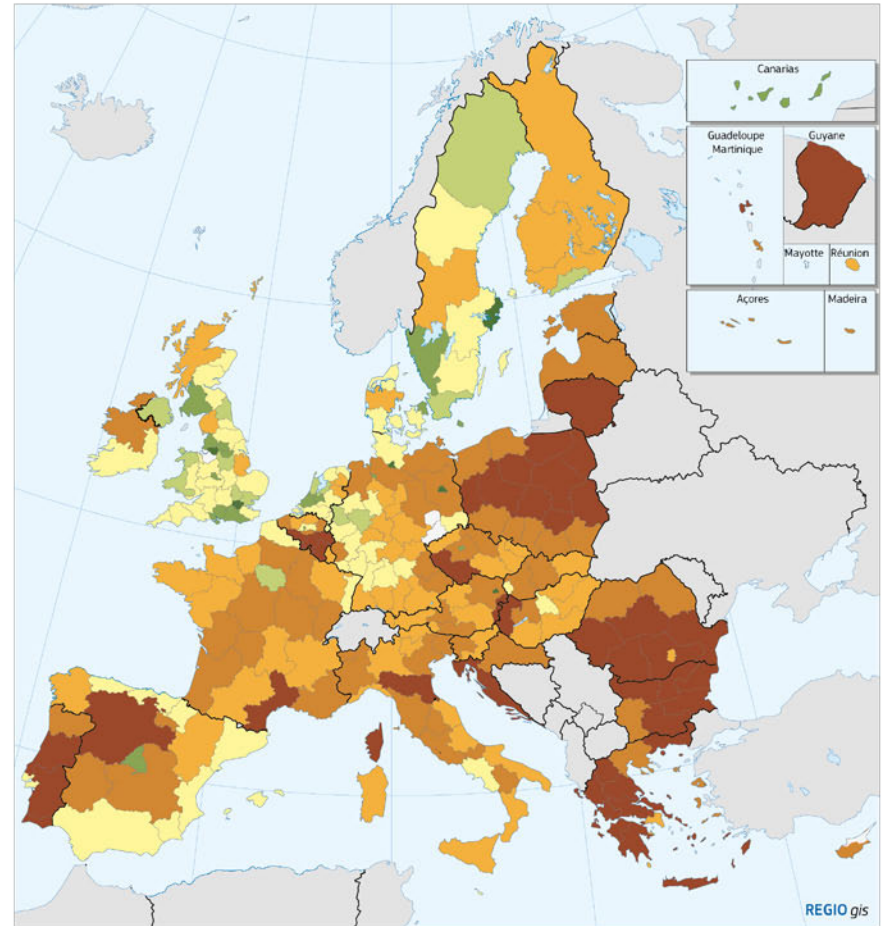 Canarias
Guadeloupe
Martinique
Guyane
Mayotte
Réunion
Açores
Madeira
REGIO gis